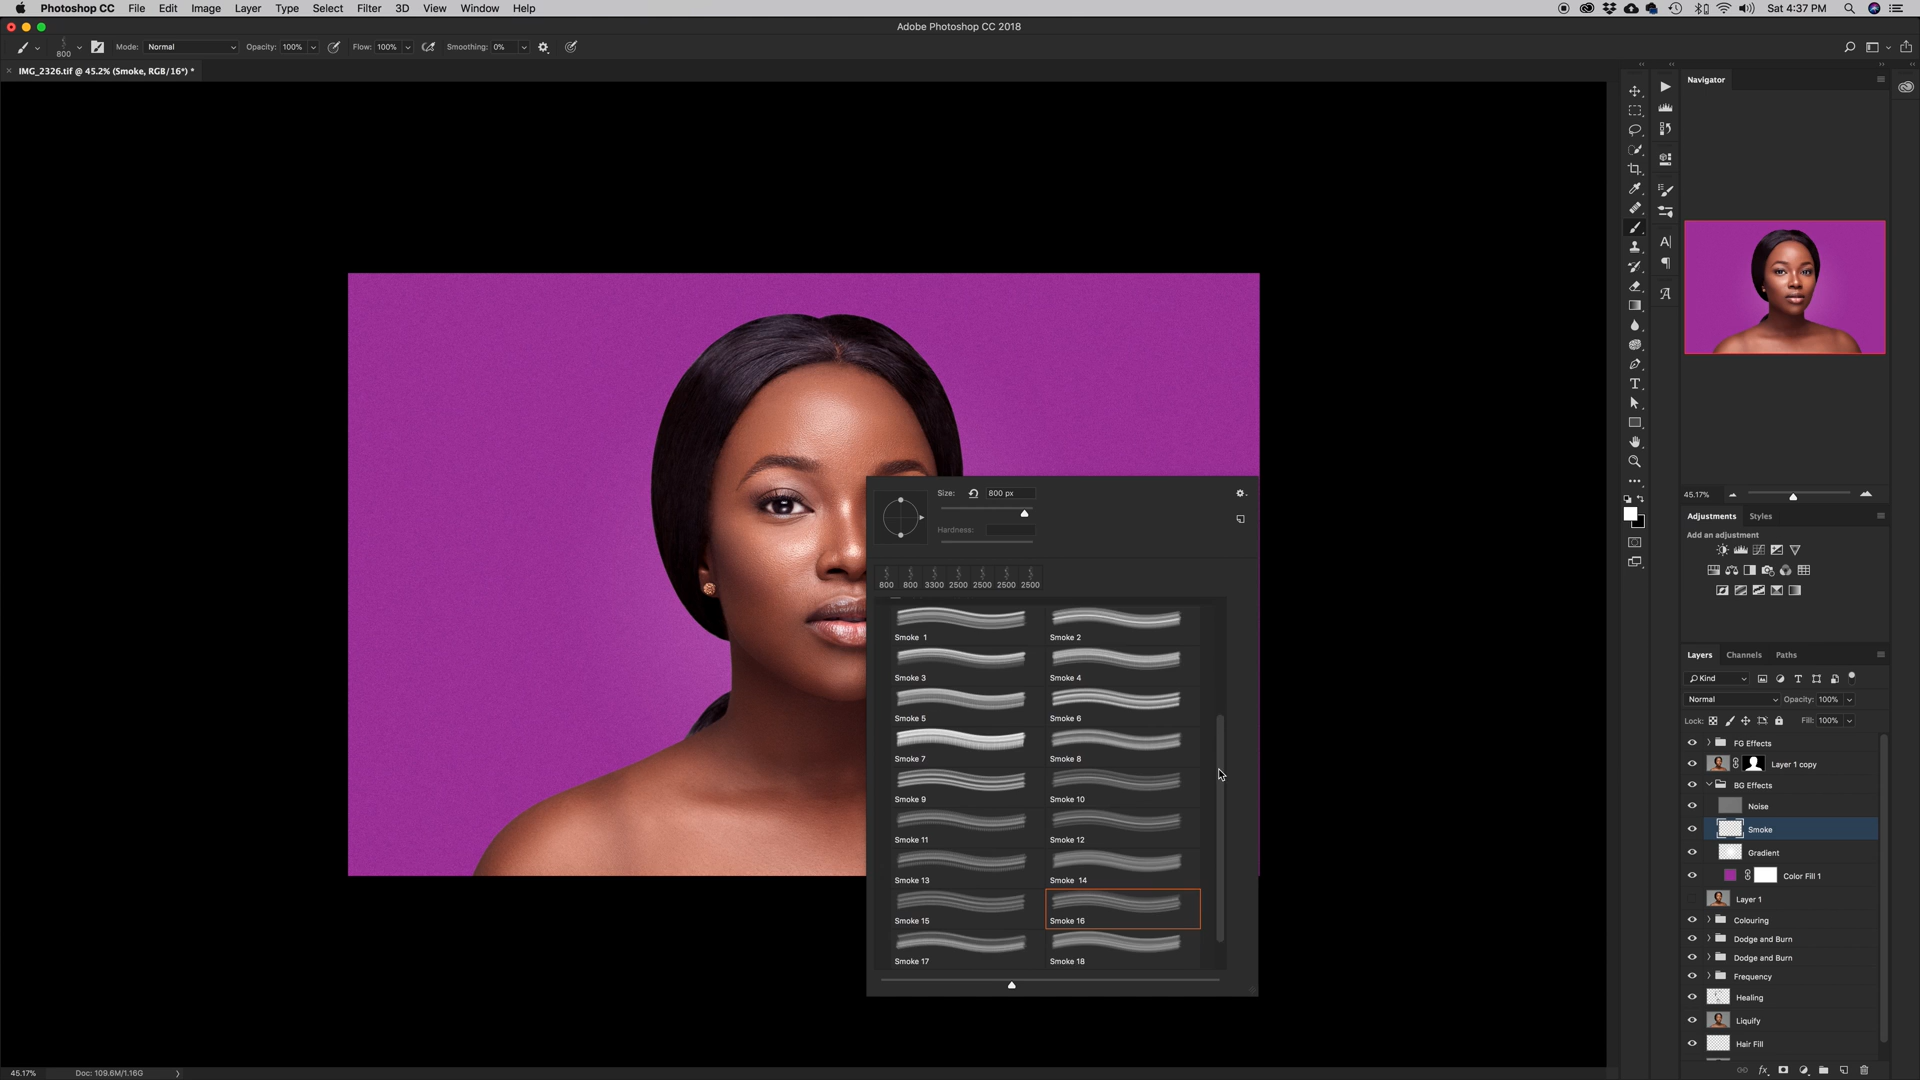 Photoshop CC File Edit Image Layer Type Select Filter 3D View Window Help Sat 4:37 PM
Adobe Photoshop CC 2018
800 Mode: Normal Opacity: 100% Flow: 100% Smoothing: 0%
IMG_2326.tif @ 45.2% (Smoke, RGB/16*) *
Navigator
45.17%
Adjustments Styles
Add an adjustment
Size: 800 px
Hardness:
800 800 3300 2500 2500 2500 2500
Smoke 1 Smoke 2
Smoke 3 Smoke 4
Smoke 5 Smoke 6
Smoke 7 Smoke 8
Smoke 9 Smoke 10
Smoke 11 Smoke 12
Smoke 13 Smoke 14
Smoke 15 Smoke 16
Smoke 17 Smoke 18
Layers Channels Paths
Kind
Normal Opacity: 100%
Lock: Fill: 100%
FG Effects
Layer 1 copy
BG Effects
Noise
Smoke
Gradient
Color Fill 1
Layer 1
Colouring
Dodge and Burn
Dodge and Burn
Frequency
Healing
Liquify
Hair Fill
fx
45.17% Doc: 109.6M/1.16G